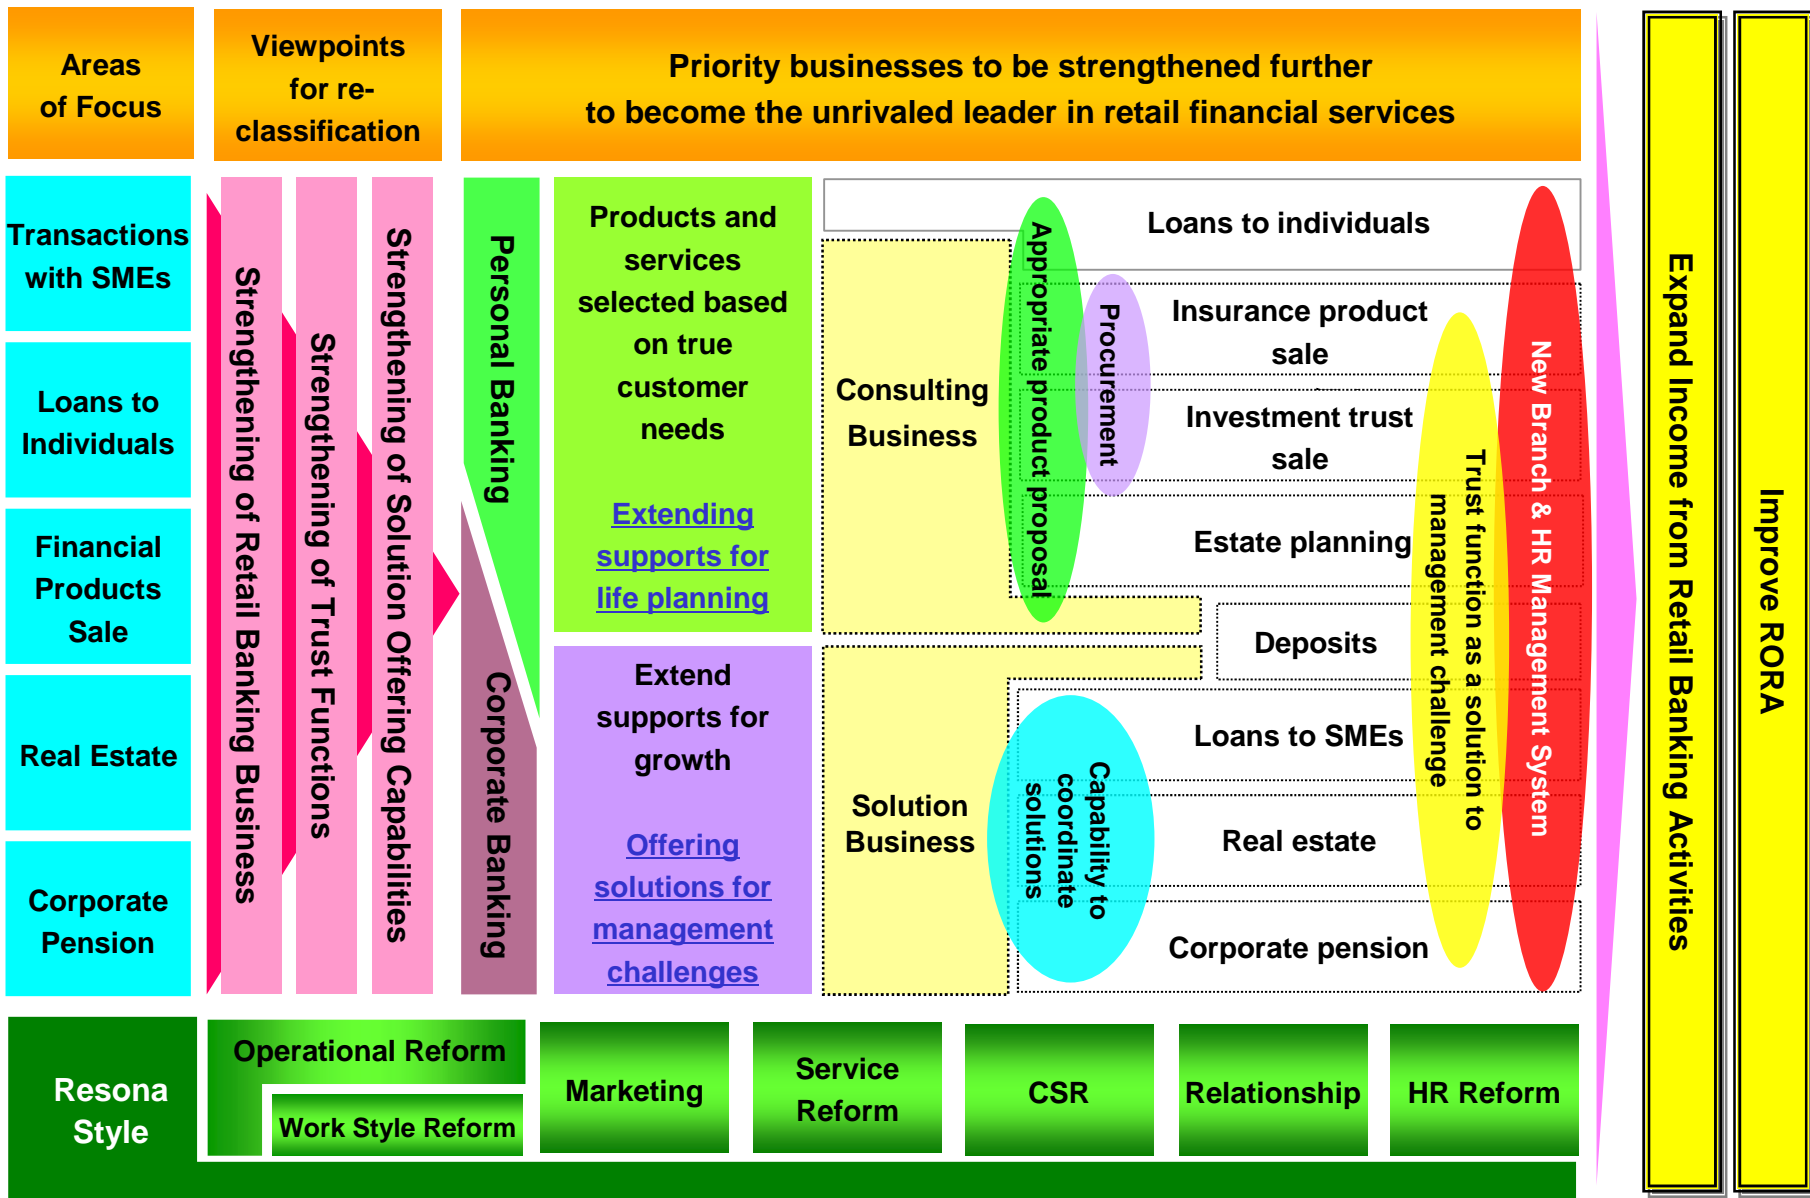 Areas
of Focus
Viewpoints
for re-
classification
Priority businesses to be strengthened further
to become the unrivaled leader in retail financial services
Transactions
with SMEs
Loans to
Individuals
Financial
Products
Sale
Real Estate
Corporate
Pension
Strengthening of Retail Banking Business
Strengthening of Trust Functions
Strengthening of Solution Offering Capabilities
Personal Banking
Corporate Banking
Products and
services
selected based
on true
customer
needs
Extending
supports for
life planning
Extend
supports for
growth
Offering
solutions for
management
challenges
Consulting
Business
Solution
Business
Appropriate product proposal
Procurement
Capability to
coordinate
solutions
Loans to individuals
Insurance product
sale
Investment trust
sale
Estate planning
Deposits
Loans to SMEs
Real estate
Corporate pension
Trust function as a solution to
management challenge
New Branch & HR Management System
Expand Income from Retail Banking Activities
Improve RORA
Resona
Style
Operational Reform
Work Style Reform
Marketing
Service
Reform
CSR
Relationship
HR Reform